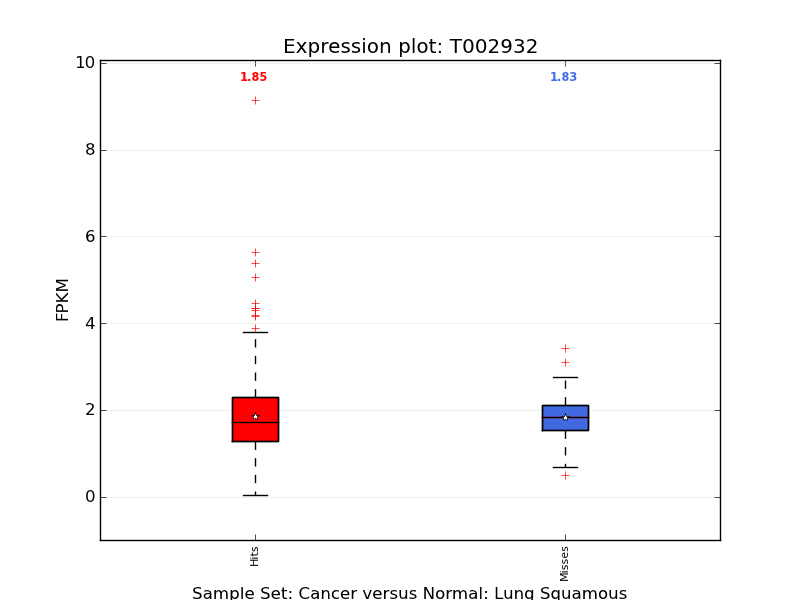 Expression plot: T002932
10
1.85
1.83
8
6
FPKM
4
2
0
Hits
Misses
Sample Set: Cancer versus Normal: Lung Squamous